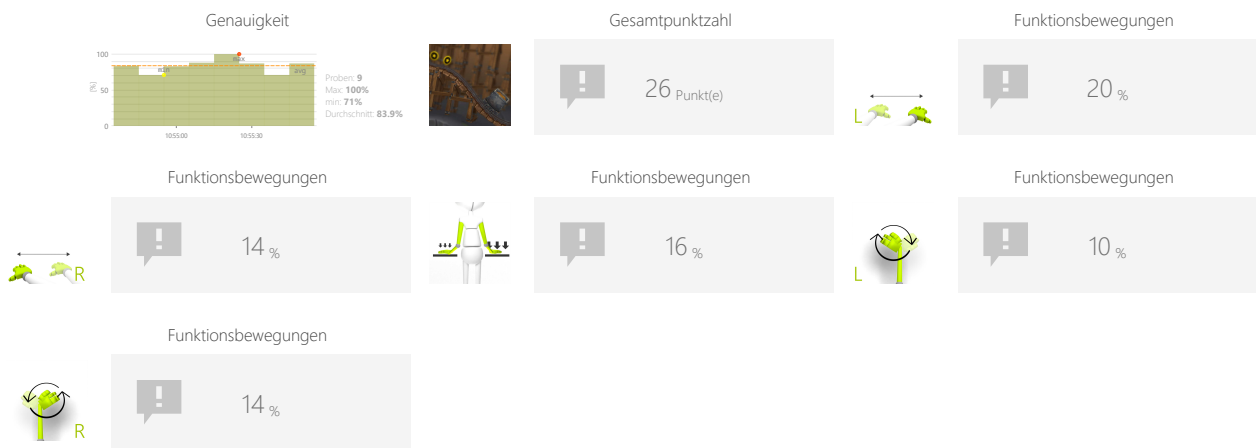 Genauigkeit
100
50
0
[%]
min
max
avg
10:55:00
10:55:30
Proben: 9
Max: 100%
min: 71%
Durchschnitt: 83.9%
Gesamtpunktzahl
26 Punkt(e)
Funktionsbewegungen
L
20 %
Funktionsbewegungen
R
14 %
Funktionsbewegungen
16 %
Funktionsbewegungen
L
10 %
Funktionsbewegungen
R
14 %